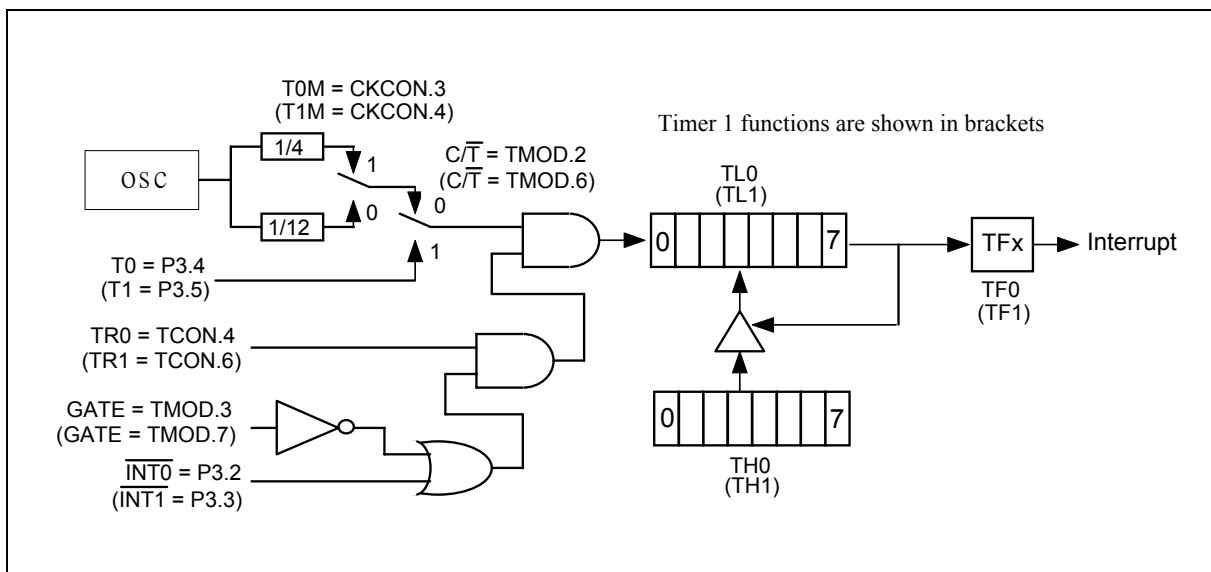 T0M = CKCON.3
(T1M = CKCON.4)
Timer 1 functions are shown in brackets
1/4
OSC
1
C/T̅ = TMOD.2
(C/T̅ = TMOD.6)
TL0
(TL1)
0
0
1/12
0
7
TFx
Interrupt
1
T0 = P3.4
(T1 = P3.5)
TF0
(TF1)
TR0 = TCON.4
(TR1 = TCON.6)
GATE = TMOD.3
(GATE = TMOD.7)
0
7
I̅N̅T̅0̅ = P3.2
(I̅N̅T̅1̅ = P3.3)
TH0
(TH1)